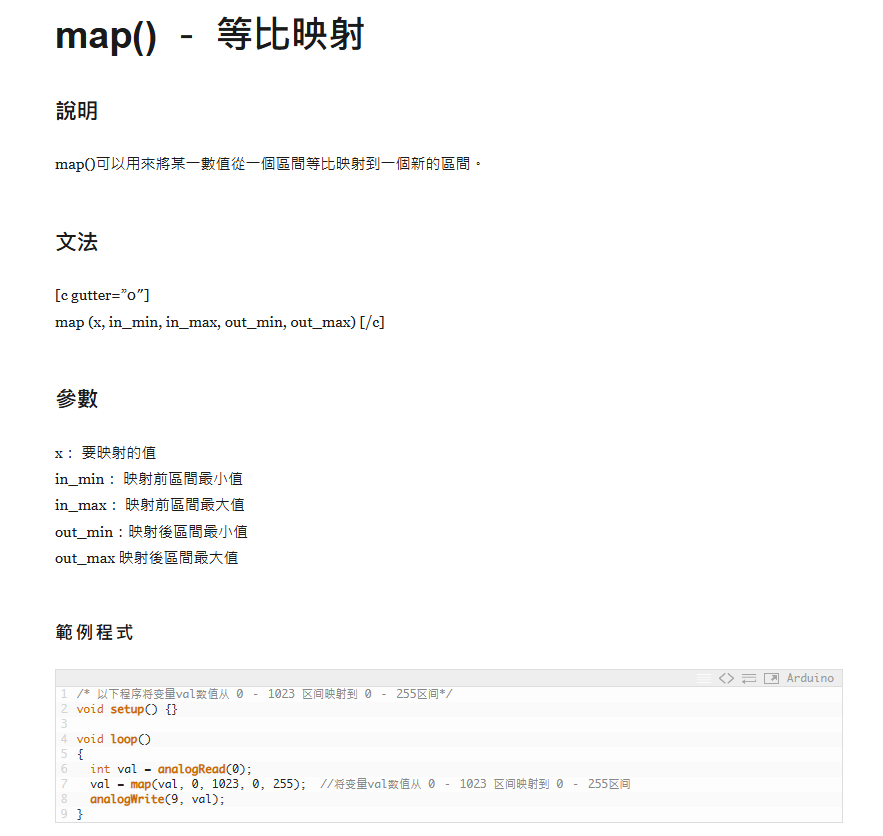 map() － 等比映射
說明
map()可以用來將某一數值從一個區間等比映射到一個新的區間。
文法
[c gutter=”0″]
map (x, in_min, in_max, out_min, out_max) [/c]
參數
x： 要映射的值
in_min： 映射前區間最小值
in_max： 映射前區間最大值
out_min：映射後區間最小值
out_max 映射後區間最大值
範例程式
Arduino
1 /* 以下程序将变量val数值从 0 - 1023 区间映射到 0 - 255区间*/
2 void setup() {}
3
4 void loop()
5 {
6 int val = analogRead(0);
7 val = map(val, 0, 1023, 0, 255); //将变量val数值从 0 - 1023 区间映射到 0 - 255区间
8 analogWrite(9, val);
9 }